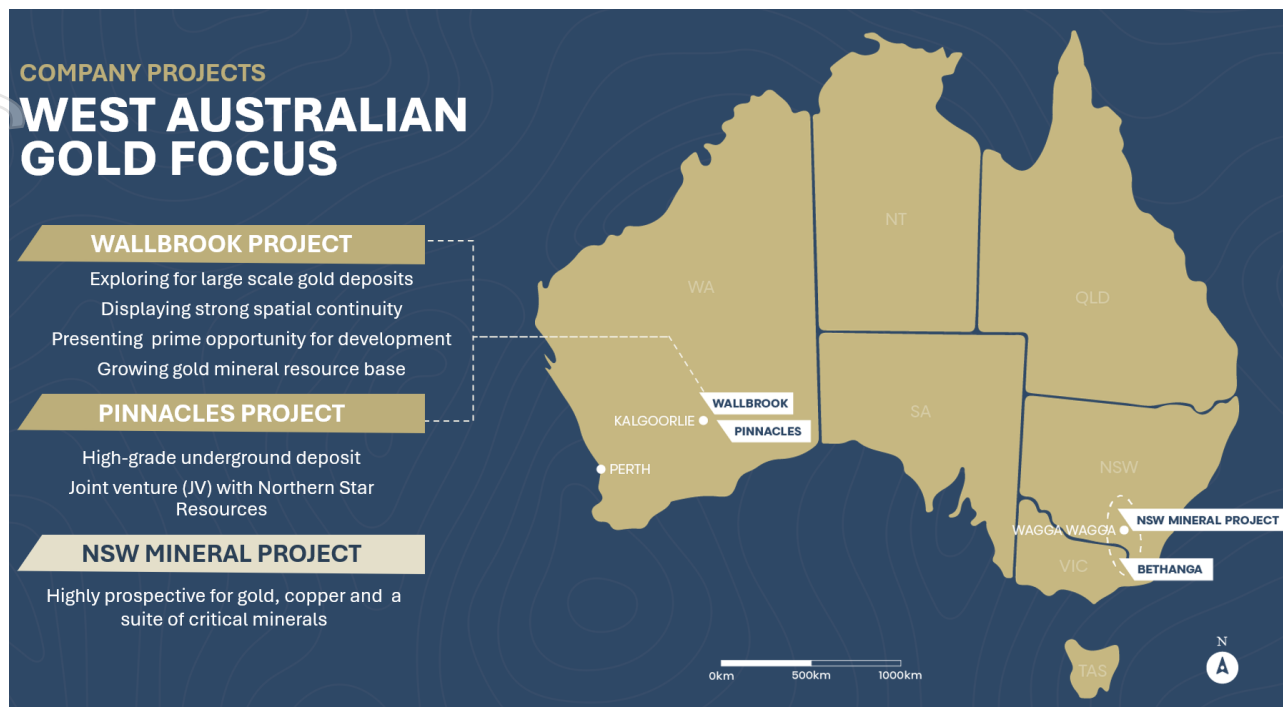 COMPANY PROJECTS
WEST AUSTRALIAN
GOLD FOCUS
WALLBROOK PROJECT
Exploring for large scale gold deposits
Displaying strong spatial continuity
Presenting prime opportunity for development
Growing gold mineral resource base
PINNACLES PROJECT
High-grade underground deposit
Joint venture (JV) with Northern Star
Resources
NSW MINERAL PROJECT
Highly prospective for gold, copper and a
suite of critical minerals
NT
WA
QLD
WALLBROOK
SA
KALGOORLIE
PINNACLES
PERTH
NSW
NSW MINERAL PROJECT
WAGGA WAGGA
VIC
BETHANGA
TAS
N
0km
500km
1000km